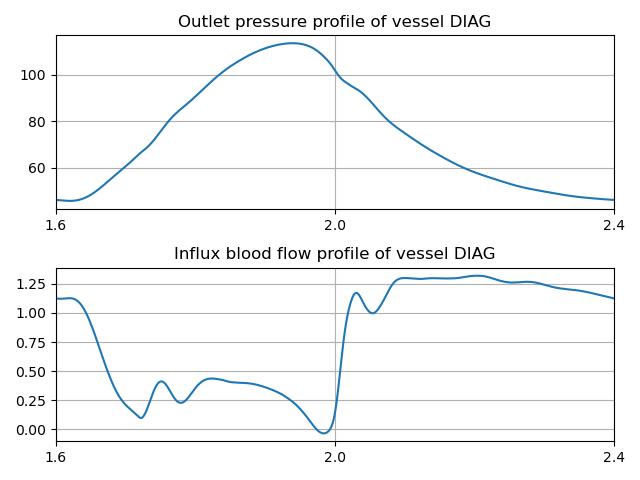 Outlet pressure profile of vessel DIAG
100
80
60
1.6 2.0 2.4
Influx blood flow profile of vessel DIAG
1.25
1.00
0.75
0.50
0.25
0.00
1.6 2.0 2.4